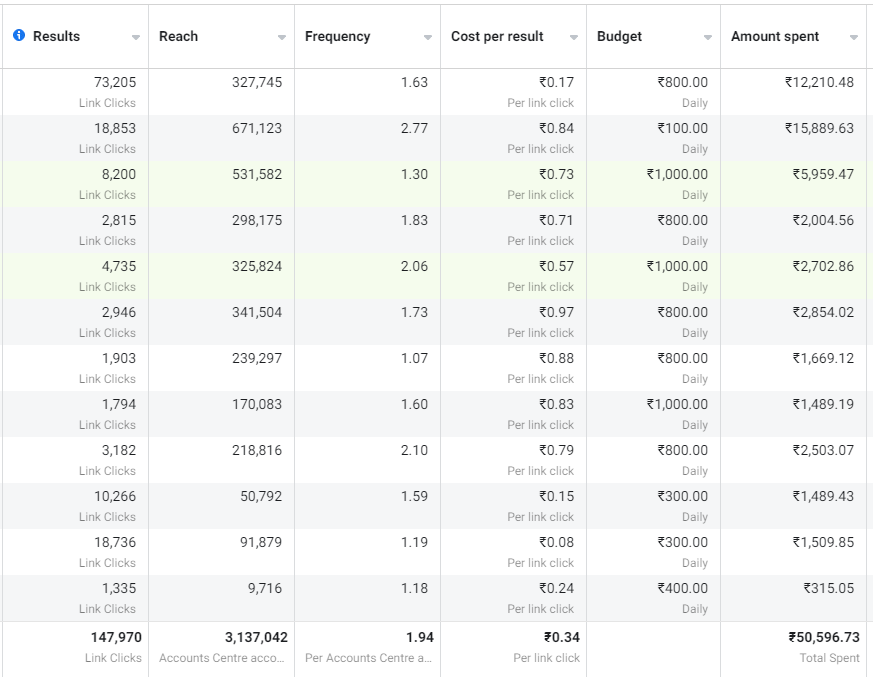 Results Reach Frequency Cost per result Budget Amount spent
73,205 327,745 1.63 ₹0.17 ₹800.00 ₹12,210.48
Link Clicks Per link click Daily
18,853 671,123 2.77 ₹0.84 ₹100.00 ₹15,889.63
Link Clicks Per link click Daily
8,200 531,582 1.30 ₹0.73 ₹1,000.00 ₹5,959.47
Link Clicks Per link click Daily
2,815 298,175 1.83 ₹0.71 ₹800.00 ₹2,004.56
Link Clicks Per link click Daily
4,735 325,824 2.06 ₹0.57 ₹1,000.00 ₹2,702.86
Link Clicks Per link click Daily
2,946 341,504 1.73 ₹0.97 ₹800.00 ₹2,854.02
Link Clicks Per link click Daily
1,903 239,297 1.07 ₹0.88 ₹800.00 ₹1,669.12
Link Clicks Per link click Daily
1,794 170,083 1.60 ₹0.83 ₹1,000.00 ₹1,489.19
Link Clicks Per link click Daily
3,182 218,816 2.10 ₹0.79 ₹800.00 ₹2,503.07
Link Clicks Per link click Daily
10,266 50,792 1.59 ₹0.15 ₹300.00 ₹1,489.43
Link Clicks Per link click Daily
18,736 91,879 1.19 ₹0.08 ₹300.00 ₹1,509.85
Link Clicks Per link click Daily
1,335 9,716 1.18 ₹0.24 ₹400.00 ₹315.05
Link Clicks Per link click Daily
147,970 3,137,042 1.94 ₹0.34 ₹50,596.73
Link Clicks Accounts Centre acco... Per Accounts Centre a... Per link click Total Spent